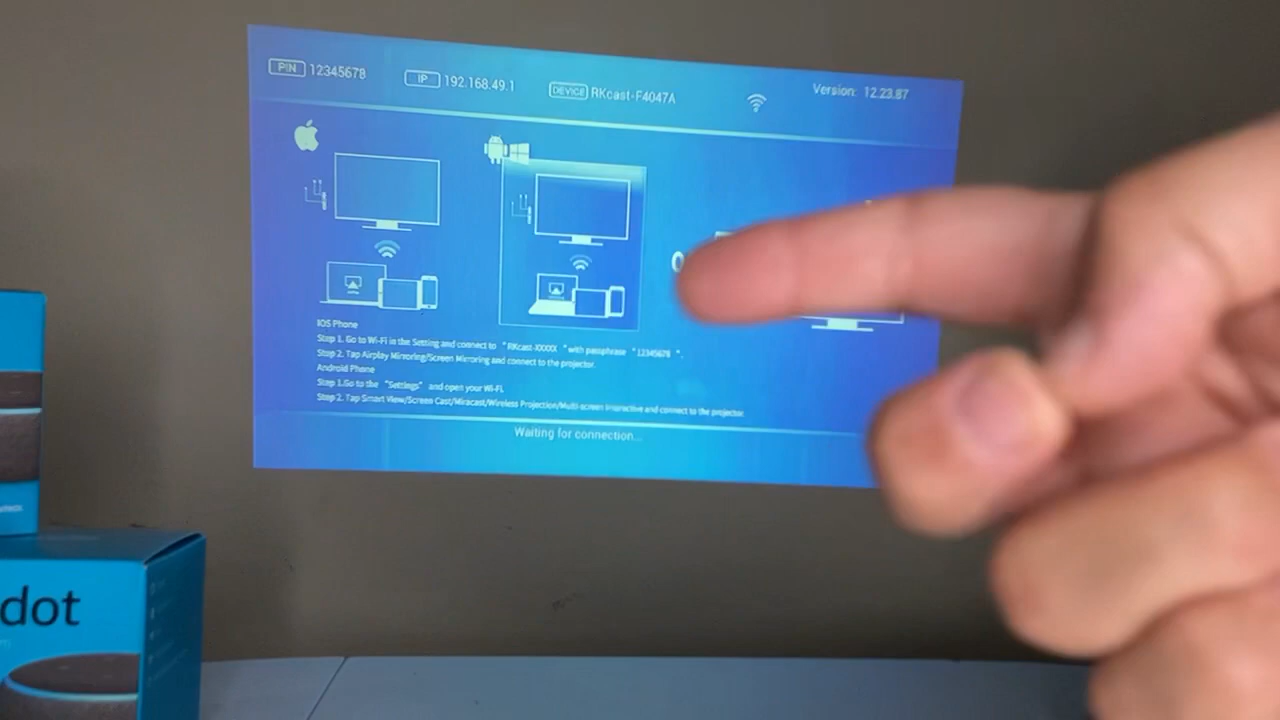 PIN 12345678 IP 192.168.49.1 DEVICE RKcast-F4047A Version: 12.23.87
IOS Phone
Step 1. Go to Wi-Fi in the Setting and connect to “RKcast-XXXXX ”with passphrase “12345678 ”.
Step 2. Tap Airplay Mirroring/Screen Mirroring and connect to the projector.
Android Phone
Step 1.Go to the “Settings” and open your Wi-Fi.
Step 2. Tap Smart View/Screen Cast/Miracast/Wireless Projection/Multi-screen Interactive and connect to the projector.
Waiting for connection...
dot